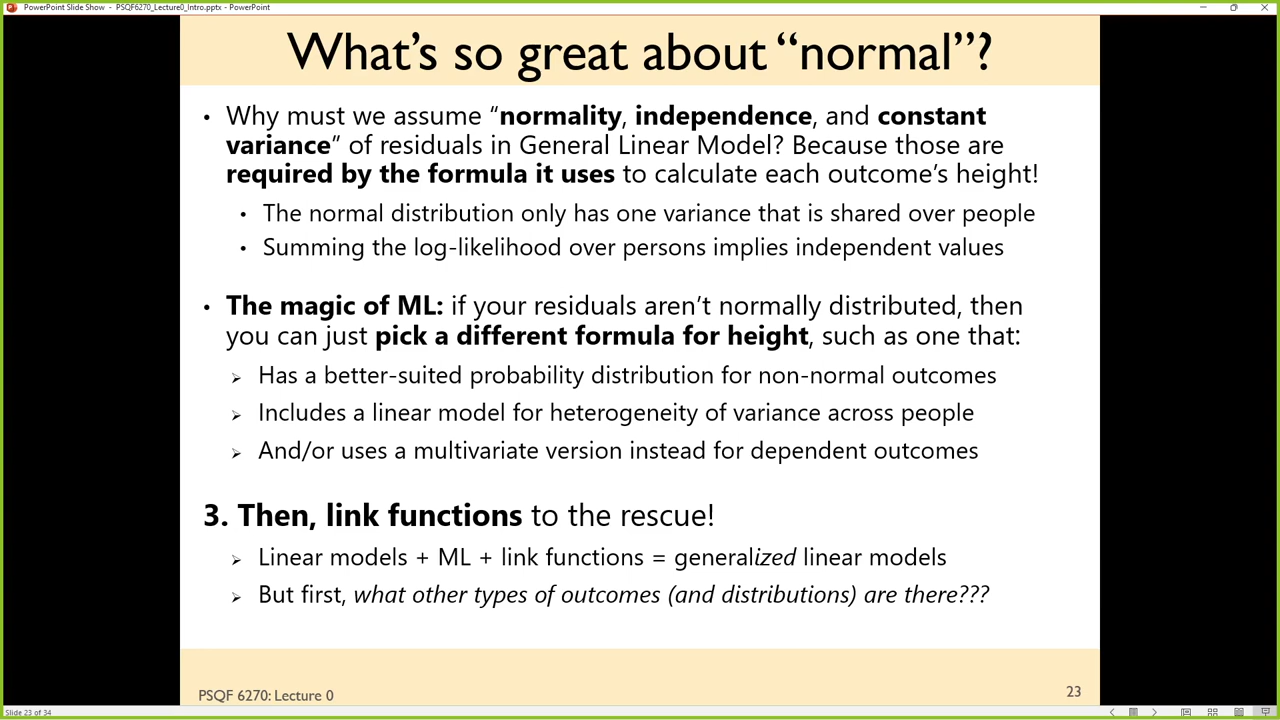 PowerPoint Slide Show - PSQF6270_Lecture0_Intro.pptx - PowerPoint
What's so great about “normal”?
• Why must we assume “normality, independence, and constant
variance” of residuals in General Linear Model? Because those are
required by the formula it uses to calculate each outcome's height!
• The normal distribution only has one variance that is shared over people
• Summing the log-likelihood over persons implies independent values
• The magic of ML: if your residuals aren't normally distributed, then
you can just pick a different formula for height, such as one that:
➢ Has a better-suited probability distribution for non-normal outcomes
➢ Includes a linear model for heterogeneity of variance across people
➢ And/or uses a multivariate version instead for dependent outcomes
3. Then, link functions to the rescue!
➢ Linear models + ML + link functions = generalized linear models
➢ But first, what other types of outcomes (and distributions) are there???
PSQF 6270: Lecture 0
23
Slide 23 of 34